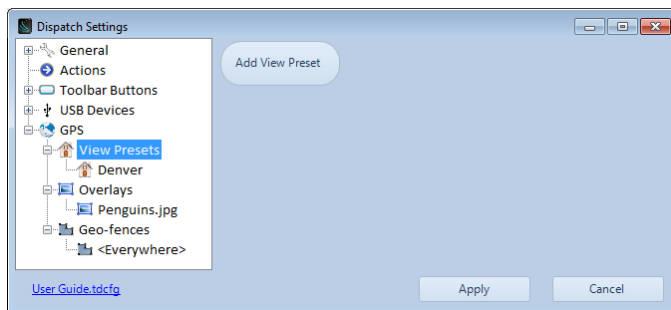 Dispatch Settings
General
Add View Preset
Actions
Toolbar Buttons
USB Devices
GPS
View Presets
Denver
Overlays
Penguins.jpg
Geo-fences
<Everywhere>
User Guide.tdcfg
Apply
Cancel